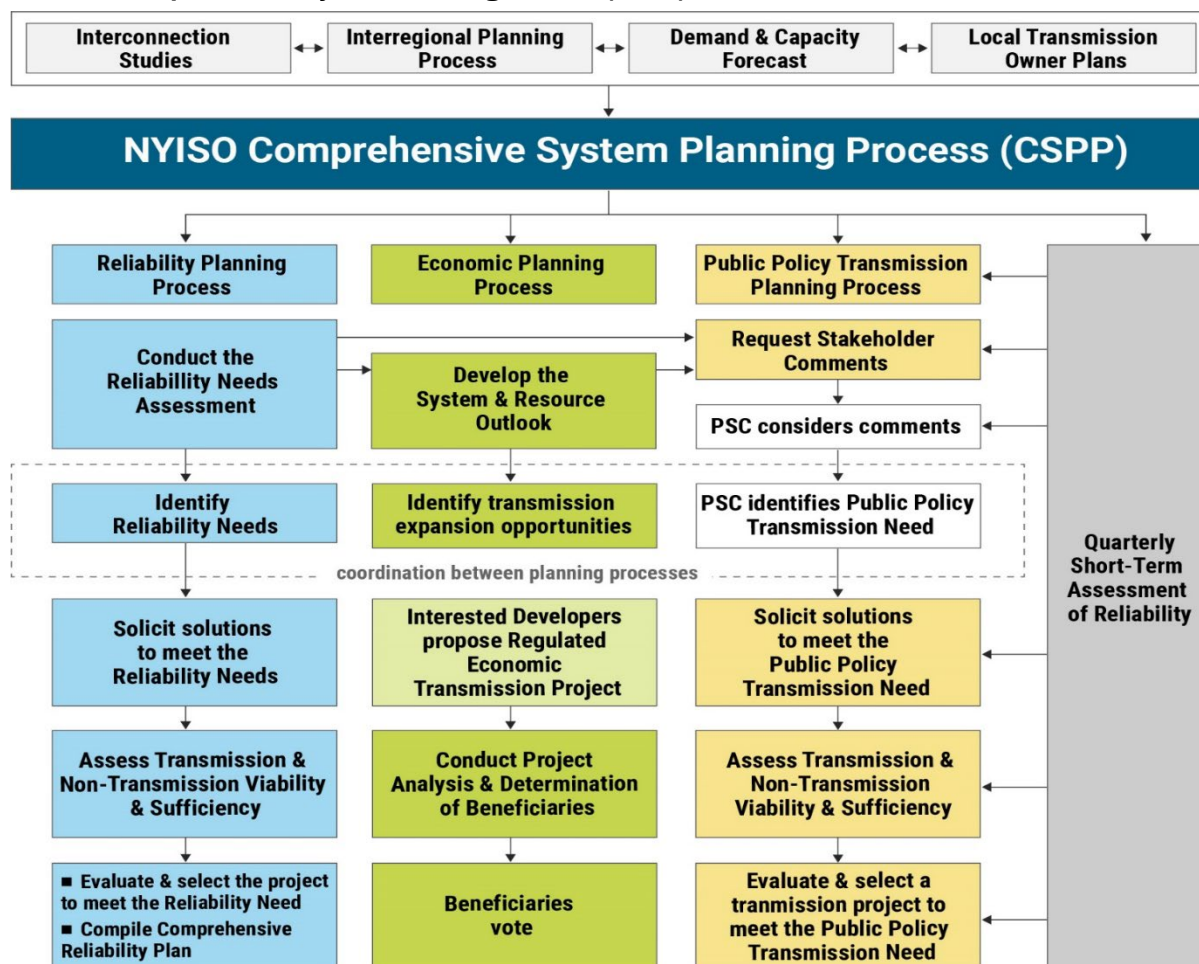 Interconnection
Studies
Interregional Planning
Process
Demand & Capacity
Forecast
Local Transmission
Owner Plans
NYISO Comprehensive System Planning Process (CSPP)
Reliability Planning
Process
Economic Planning
Process
Public Policy Transmission
Planning Process
Conduct the
Reliabillity Needs
Assessment
Develop the
System & Resource
Outlook
Request Stakeholder
Comments
PSC considers comments
Identify
Reliability Needs
Identify transmission
expansion opportunities
PSC identifies Public Policy
Transmission Need
coordination between planning processes
Quarterly
Short-Term
Assessment
of Reliability
Solicit solutions
to meet the
Reliability Needs
Interested Developers
propose Regulated
Economic
Transmission Project
Solicit solutions
to meet the
Public Policy
Transmission Need
Assess Transmission &
Non-Transmission Viability
& Sufficiency
Conduct Project
Analysis & Determination
of Beneficiaries
Assess Transmission &
Non-Transmission
Viability & Sufficiency
■ Evaluate & select the project
to meet the Reliability Need
■ Compile Comprehensive
Reliability Plan
Beneficiaries
vote
Evaluate & select a
tranmission project to
meet the Public Policy
Transmission Need